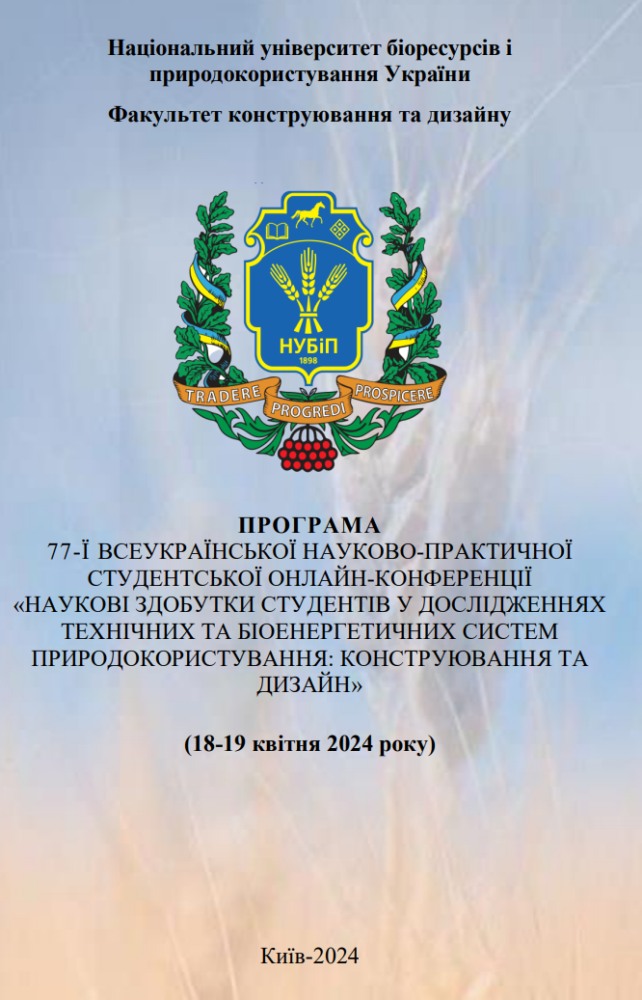 Національний університет біоресурсів і
природокористування України
Факультет конструювання та дизайну
НУБіП
1898
TRADERE
PROGREDI
PROSPICERE
ПРОГРАМА
77-Ї ВСЕУКРАЇНСЬКОЇ НАУКОВО-ПРАКТИЧНОЇ
СТУДЕНТСЬКОЇ ОНЛАЙН-КОНФЕРЕНЦІЇ
«НАУКОВІ ЗДОБУТКИ СТУДЕНТІВ У ДОСЛІДЖЕННЯХ
ТЕХНІЧНИХ ТА БІОЕНЕРГЕТИЧНИХ СИСТЕМ
ПРИРОДОКОРИСТУВАННЯ: КОНСТРУЮВАННЯ ТА
ДИЗАЙН»
(18-19 квітня 2024 року)
Київ-2024